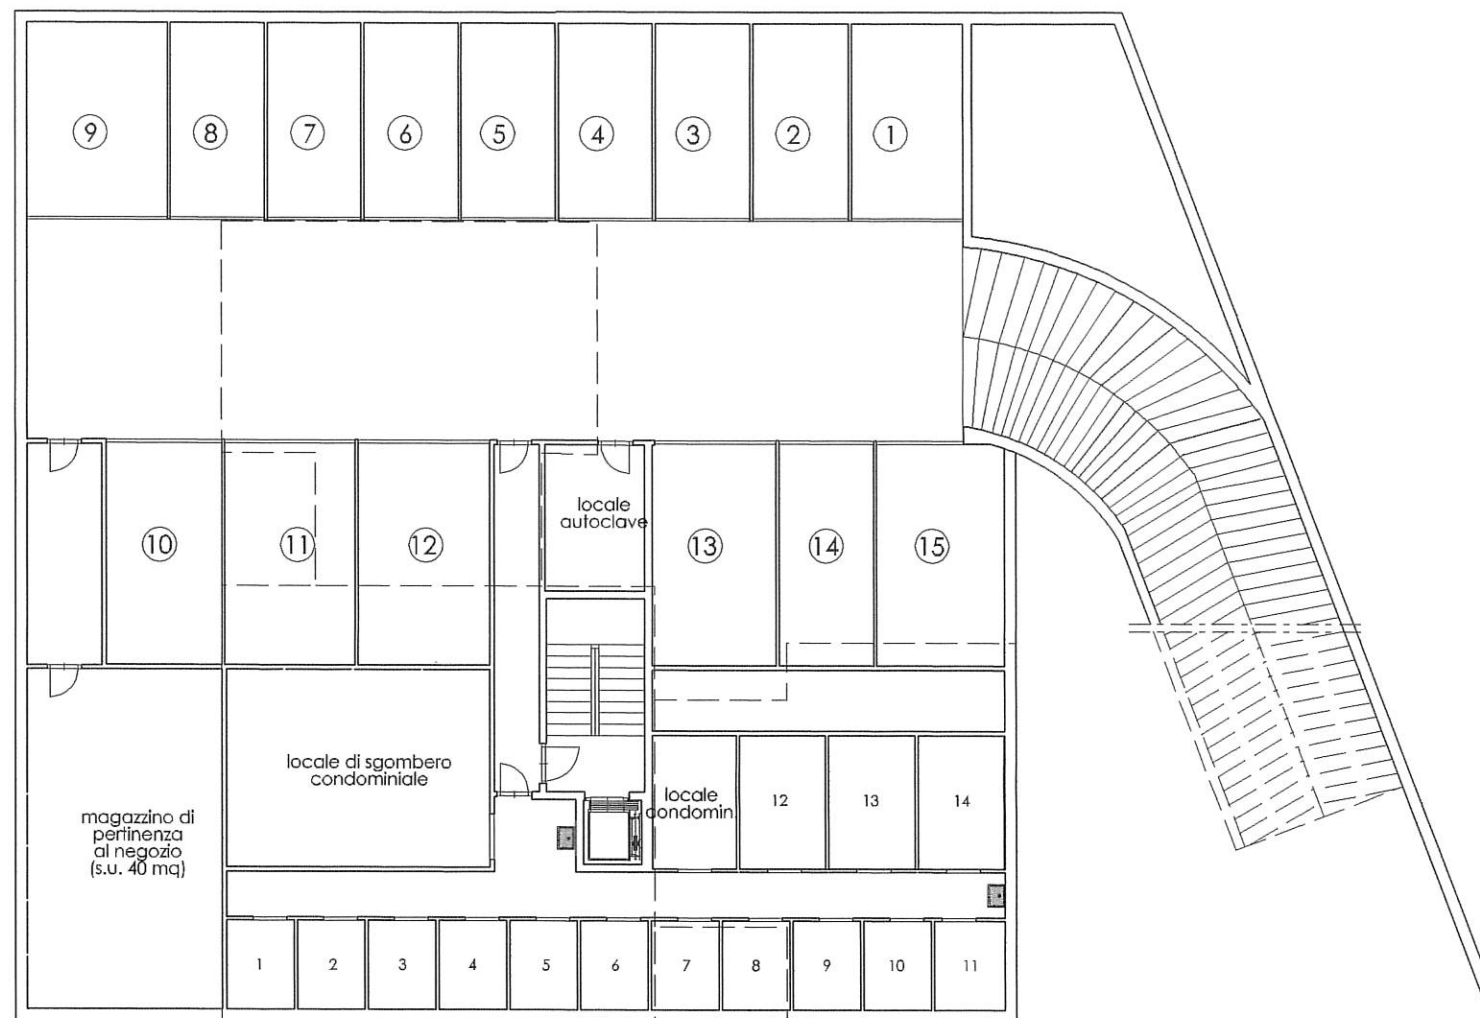 9 8 7 6 5 4 3 2 1
locale
autoclave
10 11 12 13 14 15
locale di sgombero
condominiale
locale
condomin.
12 13 14
magazzino di
pertinenza
al negozio
(s.u. 40 mq)
1 2 3 4 5 6 7 8 9 10 11